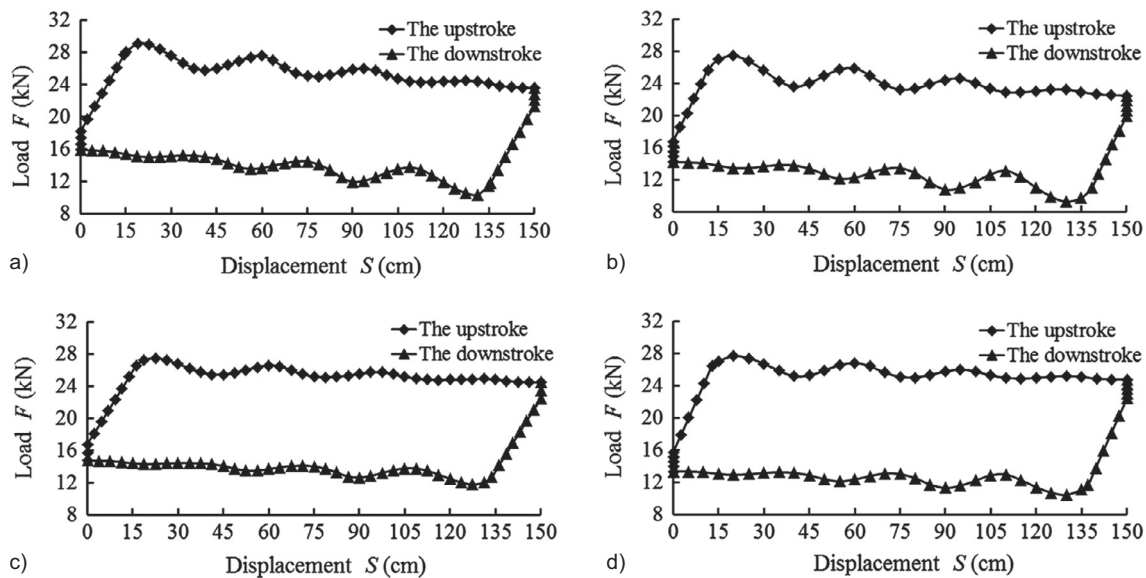 a)
Load F (kN)
32
28
24
20
16
12
8
The upstroke
The downstroke
0 15 30 45 60 75 90 105 120 135 150
Displacement S (cm)
b)
Load F (kN)
32
28
24
20
16
12
8
The upstroke
The downstroke
0 15 30 45 60 75 90 105 120 135 150
Displacement S (cm)
c)
Load F (kN)
32
28
24
20
16
12
8
The upstroke
The downstroke
0 15 30 45 60 75 90 105 120 135 150
Displacement S (cm)
d)
Load F (kN)
32
28
24
20
16
12
8
The upstroke
The downstroke
0 15 30 45 60 75 90 105 120 135 150
Displacement S (cm)